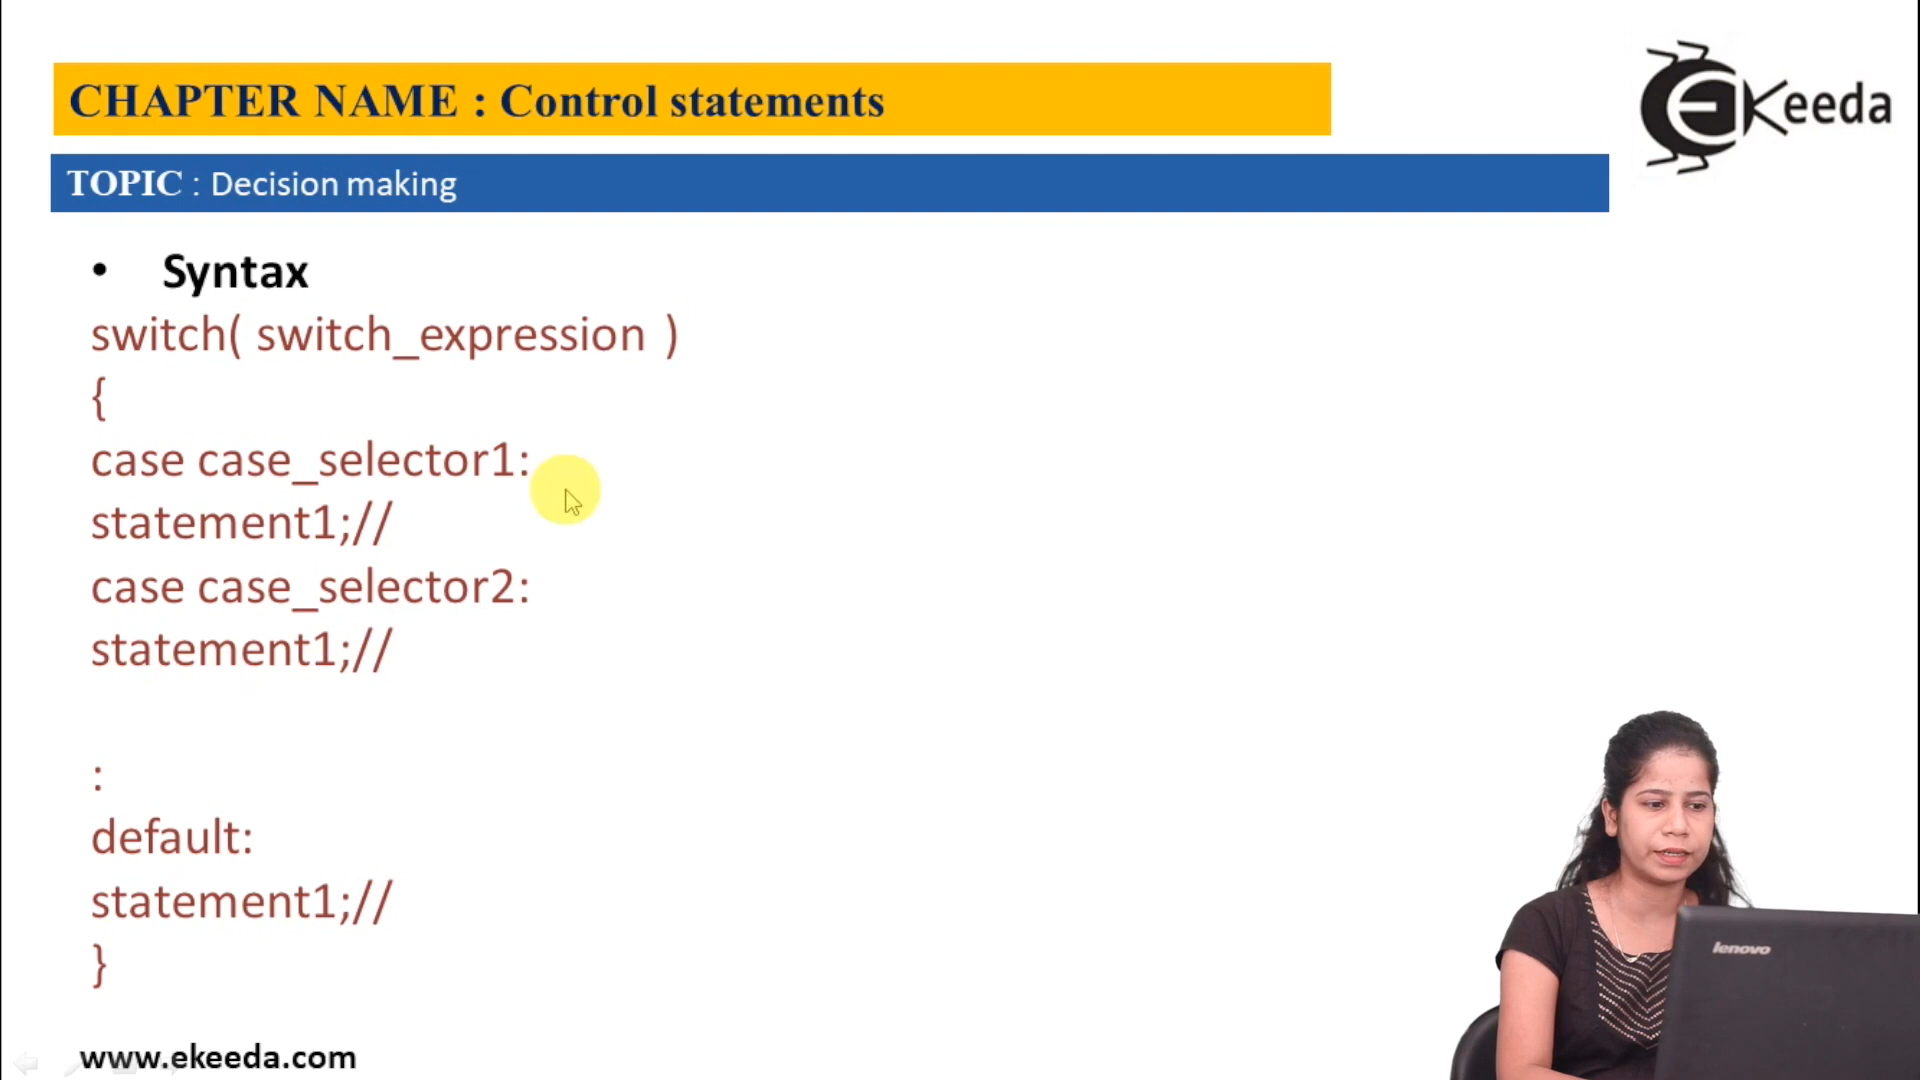 CHAPTER NAME : Control statements
EKeeda
TOPIC : Decision making
• Syntax
switch( switch_expression )
{
case case_selector1:
statement1;//
case case_selector2:
statement1;//
:
default:
statement1;//
}
lenovo
www.ekeeda.com